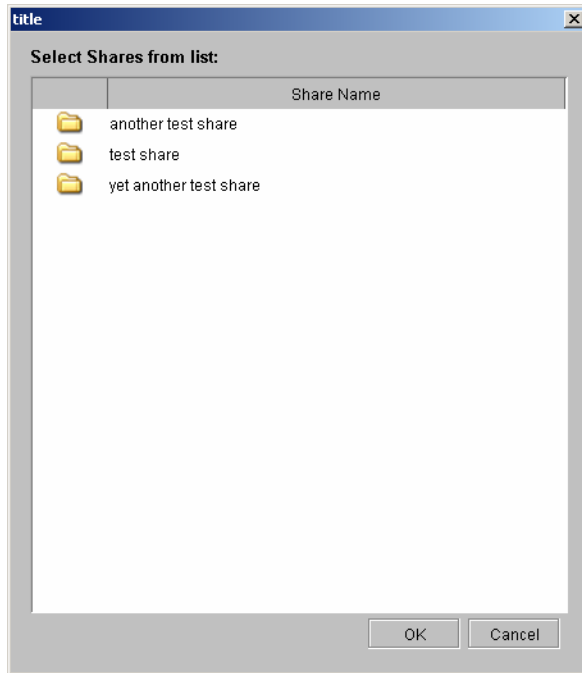 title
Select Shares from list:
Share Name
another test share
test share
yet another test share
OK Cancel